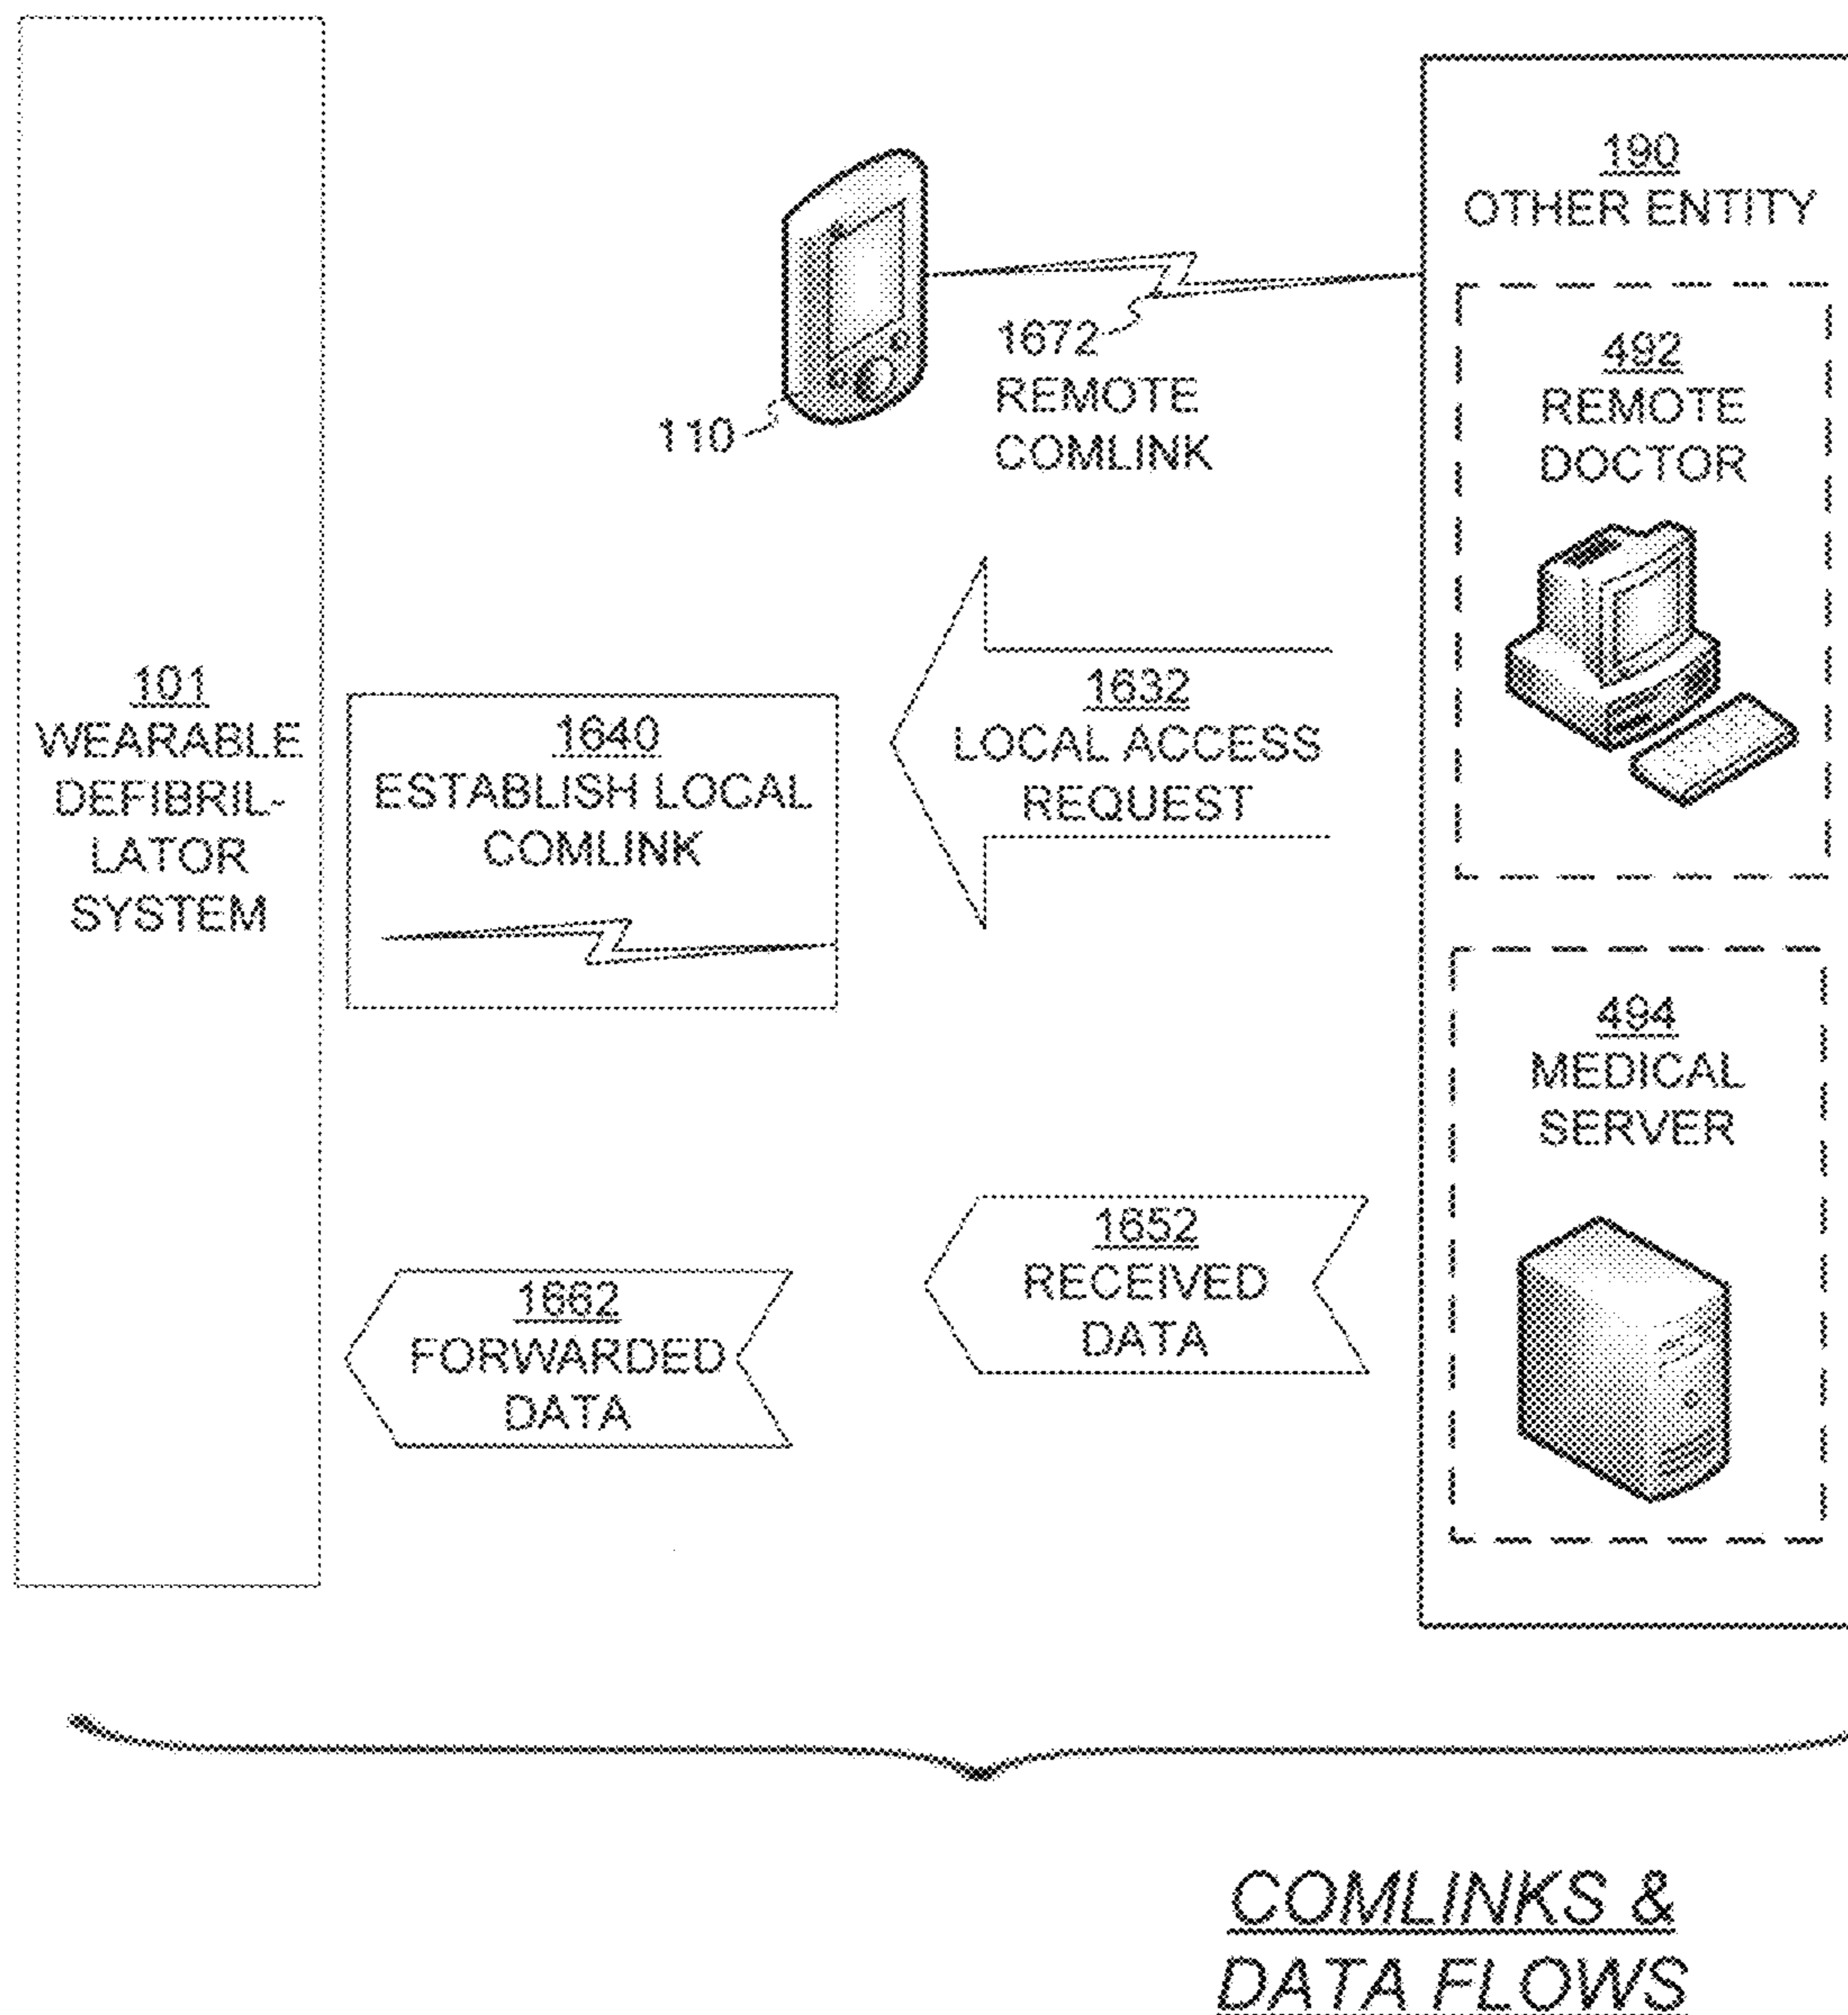 101
WEARABLE
DEFIBRIL-
LATOR
SYSTEM
110
1672
REMOTE
COMLINK
1640
ESTABLISH LOCAL
COMLINK
1632
LOCAL ACCESS
REQUEST
1662
FORWARDED
DATA
1652
RECEIVED
DATA
190
OTHER ENTITY
492
REMOTE
DOCTOR
494
MEDICAL
SERVER
COMLINKS &
DATA FLOWS